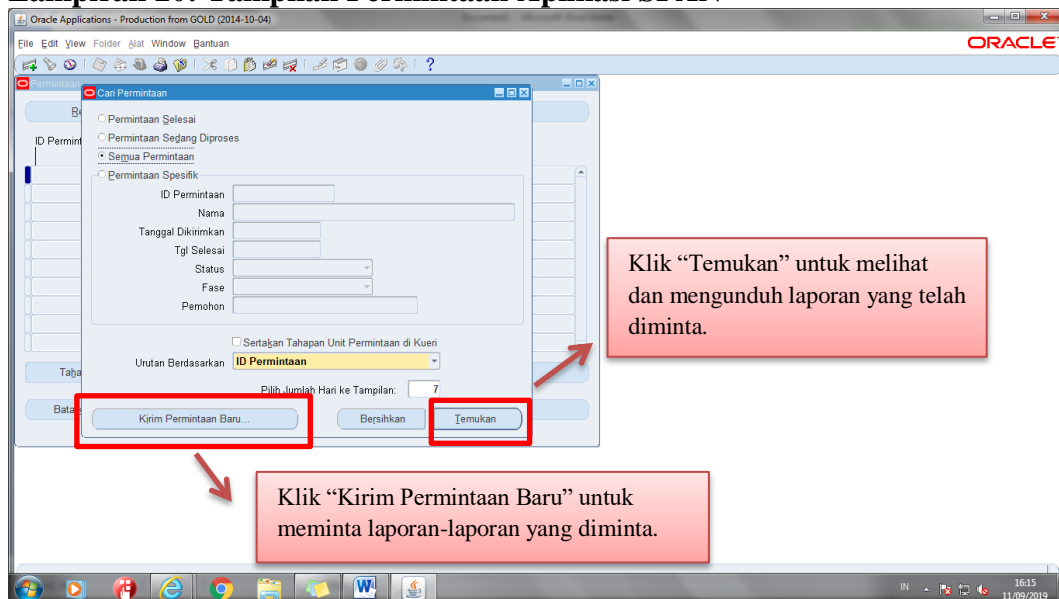 Oracle Applications - Production from GOLD (2014-10-04)
File Edit View Folder Alat Window Bantuan
ORACLE
Permintaan
Cari Permintaan
Permintaan Selesai
ID Permint
Permintaan Sedang Diproses
Semua Permintaan
Permintaan Spesifik
ID Permintaan
Nama
Tanggal Dikirimkan
Tgl Selesai
Status
Fase
Pemohon
Klik “Temukan” untuk melihat
dan mengunduh laporan yang telah
diminta.
Sertakan Tahapan Unit Permintaan di Kueri
Urutan Berdasarkan ID Permintaan
Taha
Pilih Jumlah Hari ke Tampilan: 7
Bata
Kirim Permintaan Baru... Bersihkan Temukan
Klik “Kirim Permintaan Baru” untuk
meminta laporan-laporan yang diminta.
IN 16:15
11/09/2019